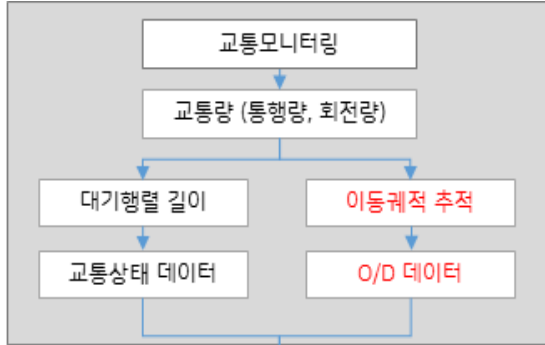 교통모니터링
교통량 (통행량, 회전량)
대기행렬 길이
이동궤적 추적
교통상태 데이터
O/D 데이터